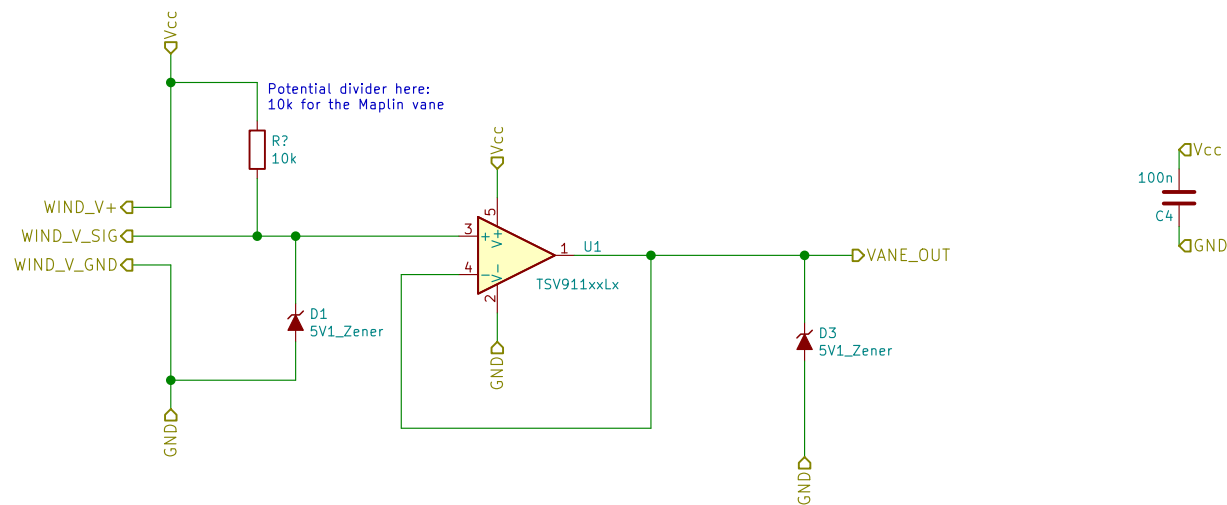 Vcc
Potential divider here:
10k for the Maplin vane
R?
10k
WIND_V+
WIND_V_SIG
WIND_V_GND
D1
5V1_Zener
GND
Vcc
5
3
+
V+
4
-
V-
2
1
U1
TSV911xxLx
GND
VANE_OUT
D3
5V1_Zener
GND
Vcc
100n
C4
GND